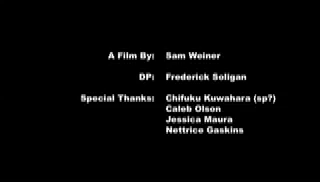 A Film By: Sam Weiner
DP: Frederick Soligan
Special Thanks: Chifuku Kuwahara (sp?)
Caleb Olson
Jessica Maura
Nettrice Gaskins